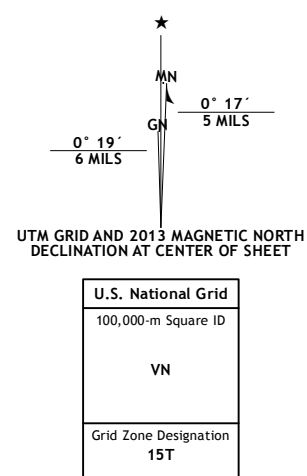 ★
MN
GN
0° 17´
5 MILS
0° 19´
6 MILS
UTM GRID AND 2013 MAGNETIC NORTH
DECLINATION AT CENTER OF SHEET
U.S. National Grid
100,000-m Square ID
VN
Grid Zone Designation
15T